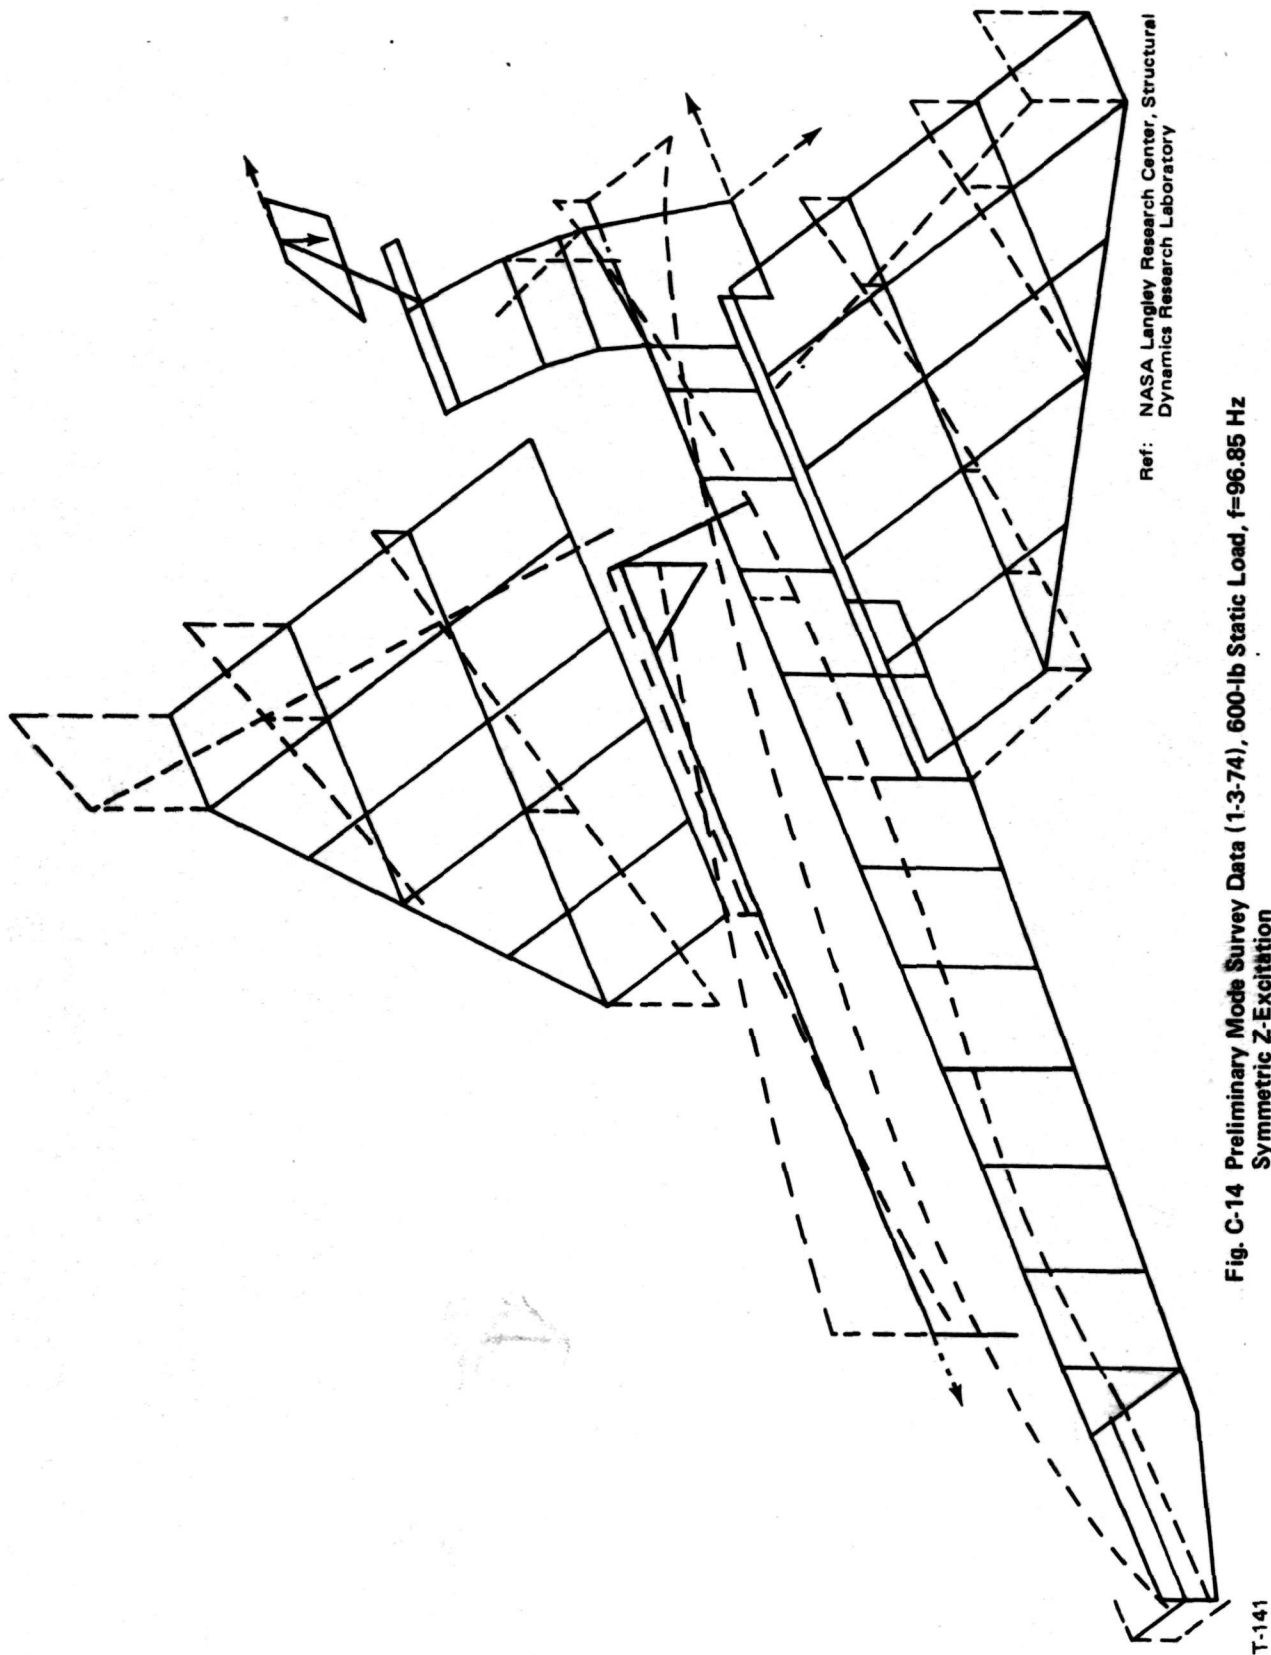 Ref: NASA Langley Research Center, Structural
Dynamics Research Laboratory
Fig. C-14 Preliminary Mode Survey Data (1-3-74), 600-lb Static Load, f=96.85 Hz
Symmetric Z-Excitation
T-141